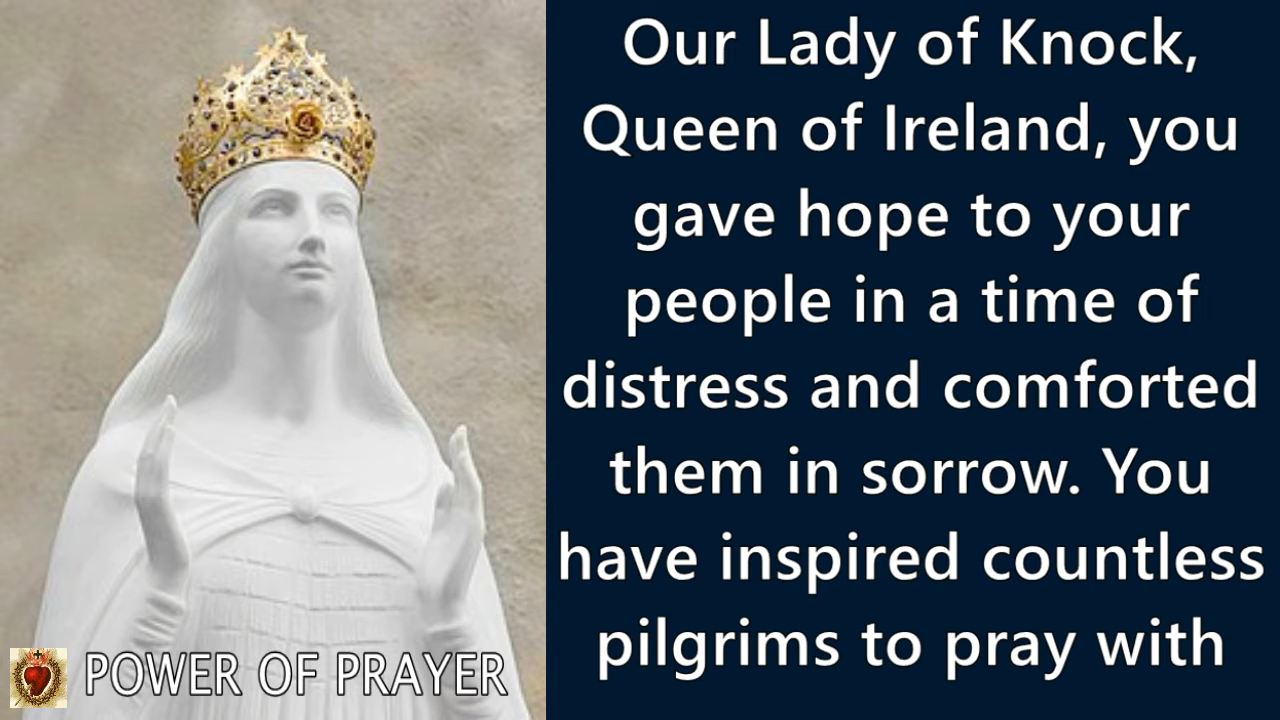 Our Lady of Knock,
Queen of Ireland, you
gave hope to your
people in a time of
distress and comforted
them in sorrow. You
have inspired countless
pilgrims to pray with
POWER OF PRAYER